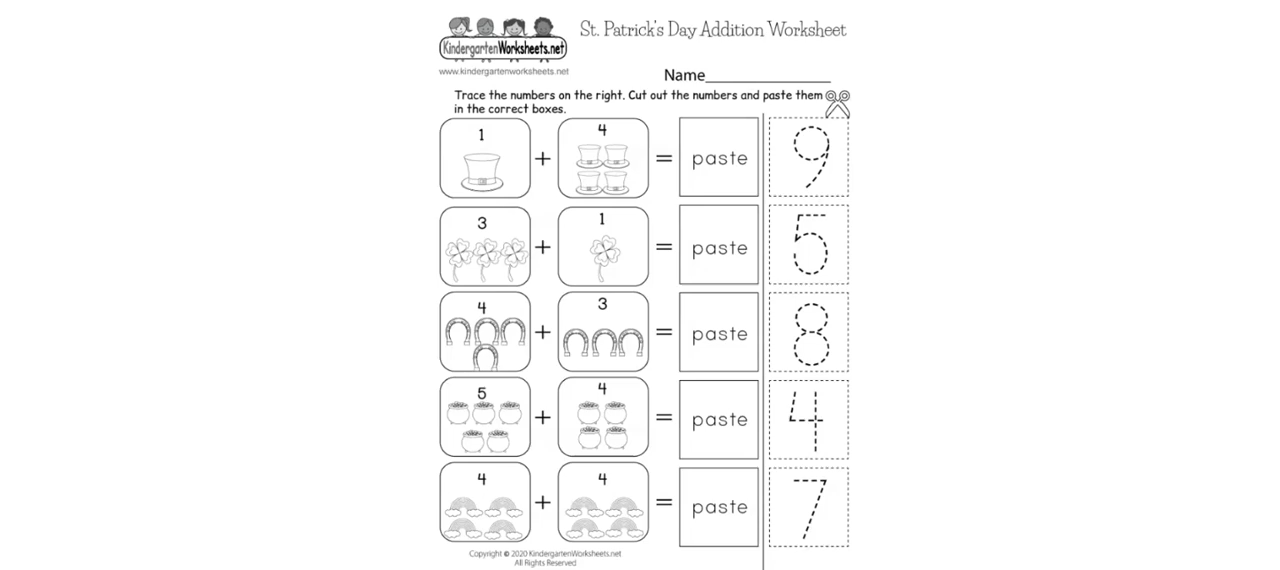 St. Patrick's Day Addition Worksheet
KindergartenWorksheets.net
www.kindergartenworksheets.net
Name
Trace the numbers on the right. Cut out the numbers and paste them
in the correct boxes.
1 + 4 = paste 9
3 + 1 = paste 5
4 + 3 = paste 8
5 + 4 = paste 4
4 + 4 = paste 7
Copyright © 2020 KindergartenWorksheets.net
All Rights Reserved